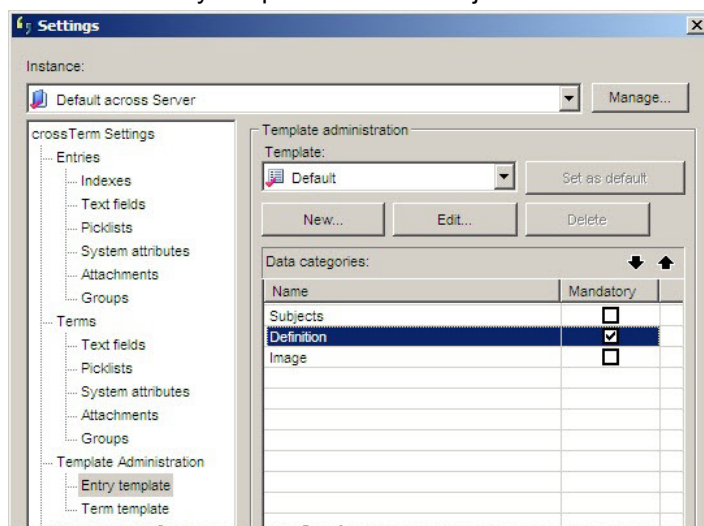 Settings
Instance:
Default across Server
Manage...
crossTerm Settings
Entries
Indexes
Text fields
Picklists
System attributes
Attachments
Groups
Terms
Text fields
Picklists
System attributes
Attachments
Groups
Template Administration
Entry template
Term template
Template administration
Template:
Default
Set as default
New...
Edit...
Delete
Data categories:
Name
Mandatory
Subjects
Definition
Image